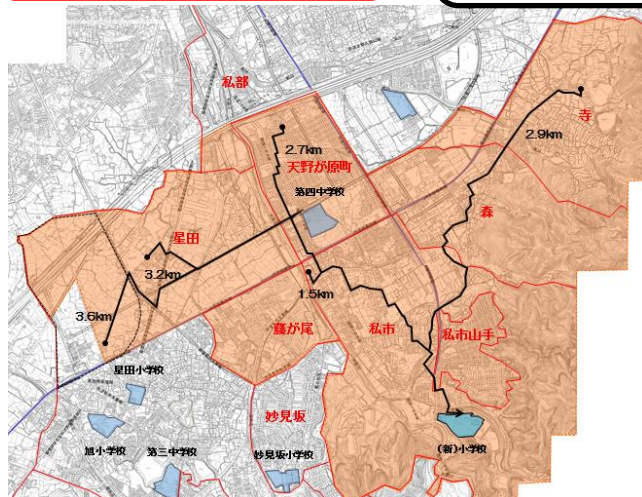 私部
寺
2.9km
2.7km
天野が原町
第四中学校
森
星田
3.2km
1.5km
3.6km
藤が尾
私市
私市山手
星田小学校
妙見坂
旭小学校
第三中学校
妙見坂小学校
(新)小学校